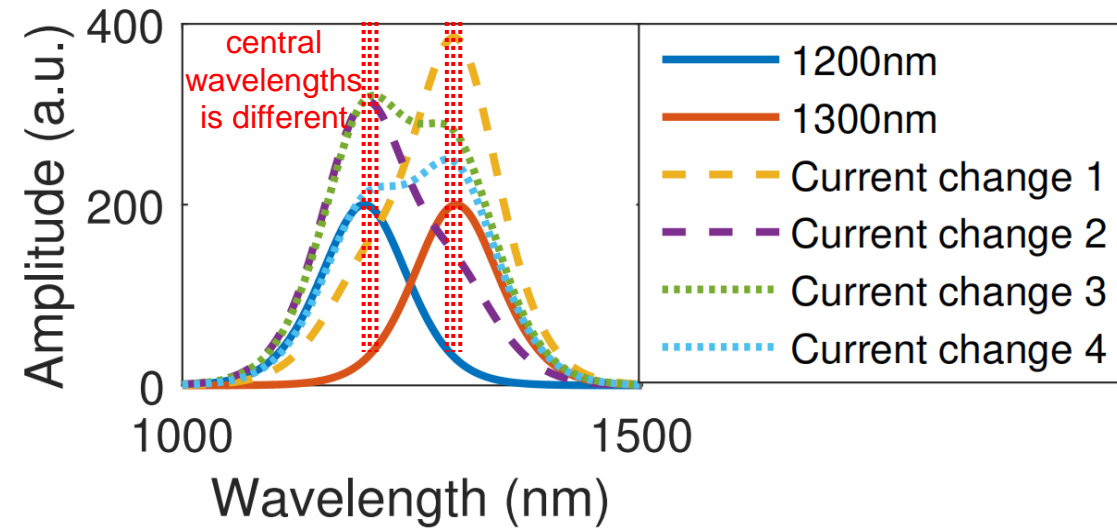 400
200
0
Amplitude (a.u.)
central
wavelengths
is different
1000
1500
Wavelength (nm)
1200nm
1300nm
Current change 1
Current change 2
Current change 3
Current change 4